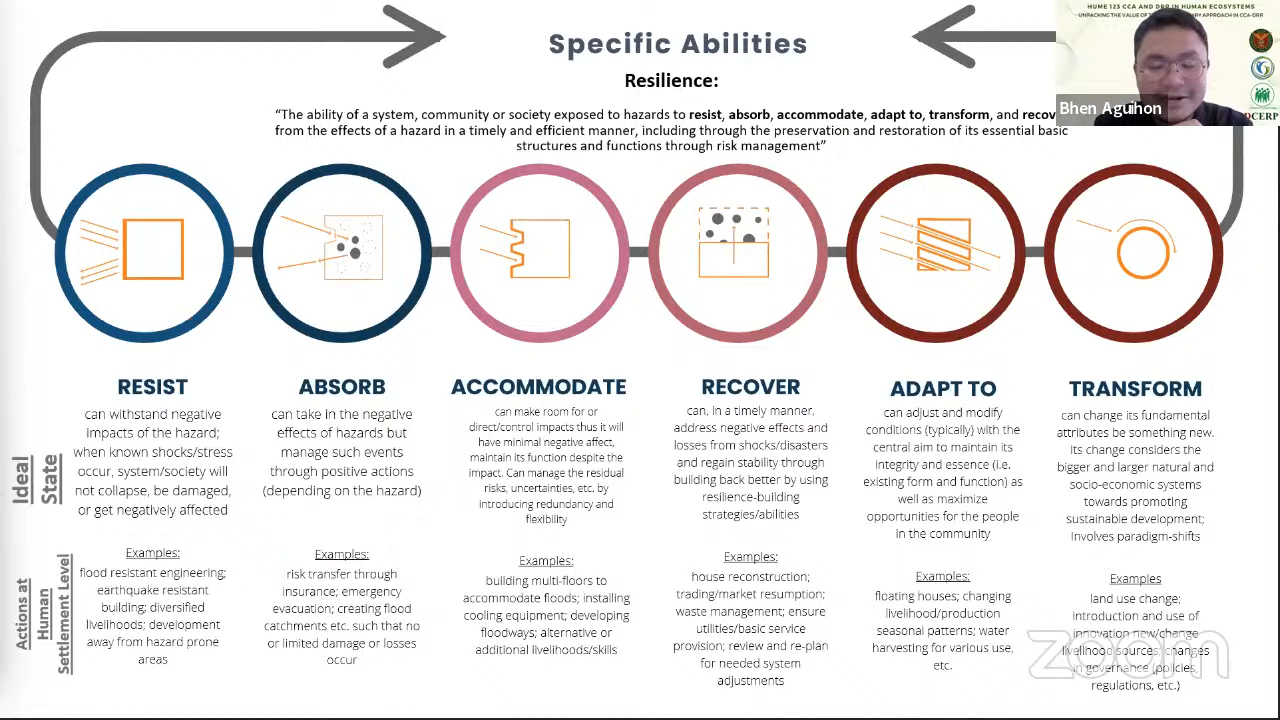 HUME 123 CCA AND DRR IN HUMAN ECOSYSTEMS
UNPACKING THE VALUE OF
APPROACH IN CCA-DRR
Specific Abilities
Resilience:
“The ability of a system, ommunity or society exposed to hazards to resist, absorb, accommodate, adapt to, transform, and recov
from the effects of a hazard in a timely and efficient manner, including through the preservation and restoration of its essential basic
structures and functions through risk management”
Bhen Aguihon
OCERP
Ideal
State
RESIST
can withstand negative
impacts of the hazard;
when known shocks/stress
occur, system/society will
not collapse, be damaged,
or get negatively affected
ABSORB
can take in the negative
effects of hazards but
manage such events
through positive actions
(depending on the hazard)
ACCOMMODATE
can make room for or
direct/control impacts thus it will
have minimal negative affect,
maintain its function despite the
impact. Can manage the residual
risks, uncertainties, etc. by
introducing redundancy and
flexibility
RECOVER
can, in a timely manner,
address negative effects and
losses from shocks/disasters
and regain stability through
building back better by using
resilience-building
strategies/abilities
ADAPT TO
can adjust and modify
conditions (typically) with the
central aim to maintain its
integrity and essence (i.e.
existing form and function) as
well as maximize
opportunities for the people
in the community
TRANSFORM
can change its fundamental
attributes be something new.
Its change considers the
bigger and larger natural and
socio-economic systems
towards promoting
sustainable development;
Involves paradigm-shifts
Actions at
Human
Settlement Level
Examples:
flood resistant engineering;
earthquake resistant
building; diversified
livelihoods; development
away from hazard prone
areas
Examples:
risk transfer through
insurance; emergency
evacuation; creating flood
catchments etc. such that no
or limited damage or losses
occur
Examples:
building multi-floors to
accommodate floods; installing
cooling equipment; developing
floodways; alternative or
additional livelihoods/skills
Examples:
house reconstruction;
trading/market resumption;
waste management; ensure
utilities/basic service
provision; review and re-plan
for needed system
adjustments
Examples:
floating houses; changing
livelihood/production
seasonal patterns; water
harvesting for various use,
etc.
Examples
land use change;
introduction and use of
innovation new/change
livelihood sources; changes
in governance (policies,
regulations, etc.)
zoom